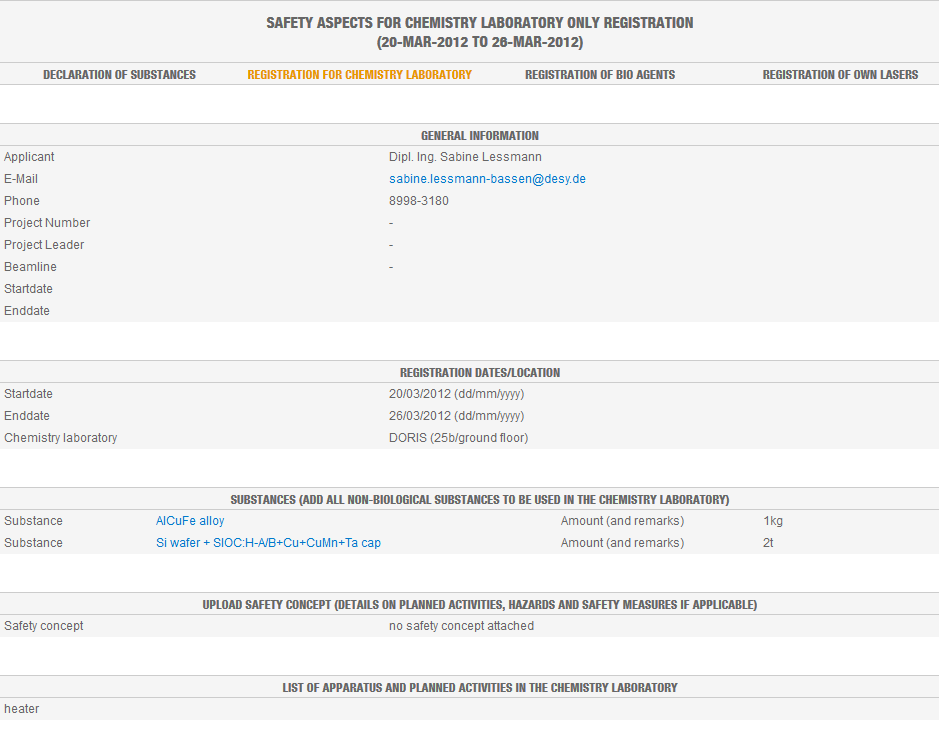 SAFETY ASPECTS FOR CHEMISTRY LABORATORY ONLY REGISTRATION
(20-MAR-2012 TO 26-MAR-2012)
DECLARATION OF SUBSTANCES REGISTRATION FOR CHEMISTRY LABORATORY REGISTRATION OF BIO AGENTS REGISTRATION OF OWN LASERS
GENERAL INFORMATION
Applicant Dipl. Ing. Sabine Lessmann
E-Mail sabine.lessmann-bassen@desy.de
Phone 8998-3180
Project Number -
Project Leader -
Beamline -
Startdate
Enddate
REGISTRATION DATES/LOCATION
Startdate 20/03/2012 (dd/mm/yyyy)
Enddate 26/03/2012 (dd/mm/yyyy)
Chemistry laboratory DORIS (25b/ground floor)
SUBSTANCES (ADD ALL NON-BIOLOGICAL SUBSTANCES TO BE USED IN THE CHEMISTRY LABORATORY)
Substance AlCuFe alloy Amount (and remarks) 1kg
Substance Si wafer + SIOC:H-A/B+Cu+CuMn+Ta cap Amount (and remarks) 2t
UPLOAD SAFETY CONCEPT (DETAILS ON PLANNED ACTIVITIES, HAZARDS AND SAFETY MEASURES IF APPLICABLE)
Safety concept no safety concept attached
LIST OF APPARATUS AND PLANNED ACTIVITIES IN THE CHEMISTRY LABORATORY
heater